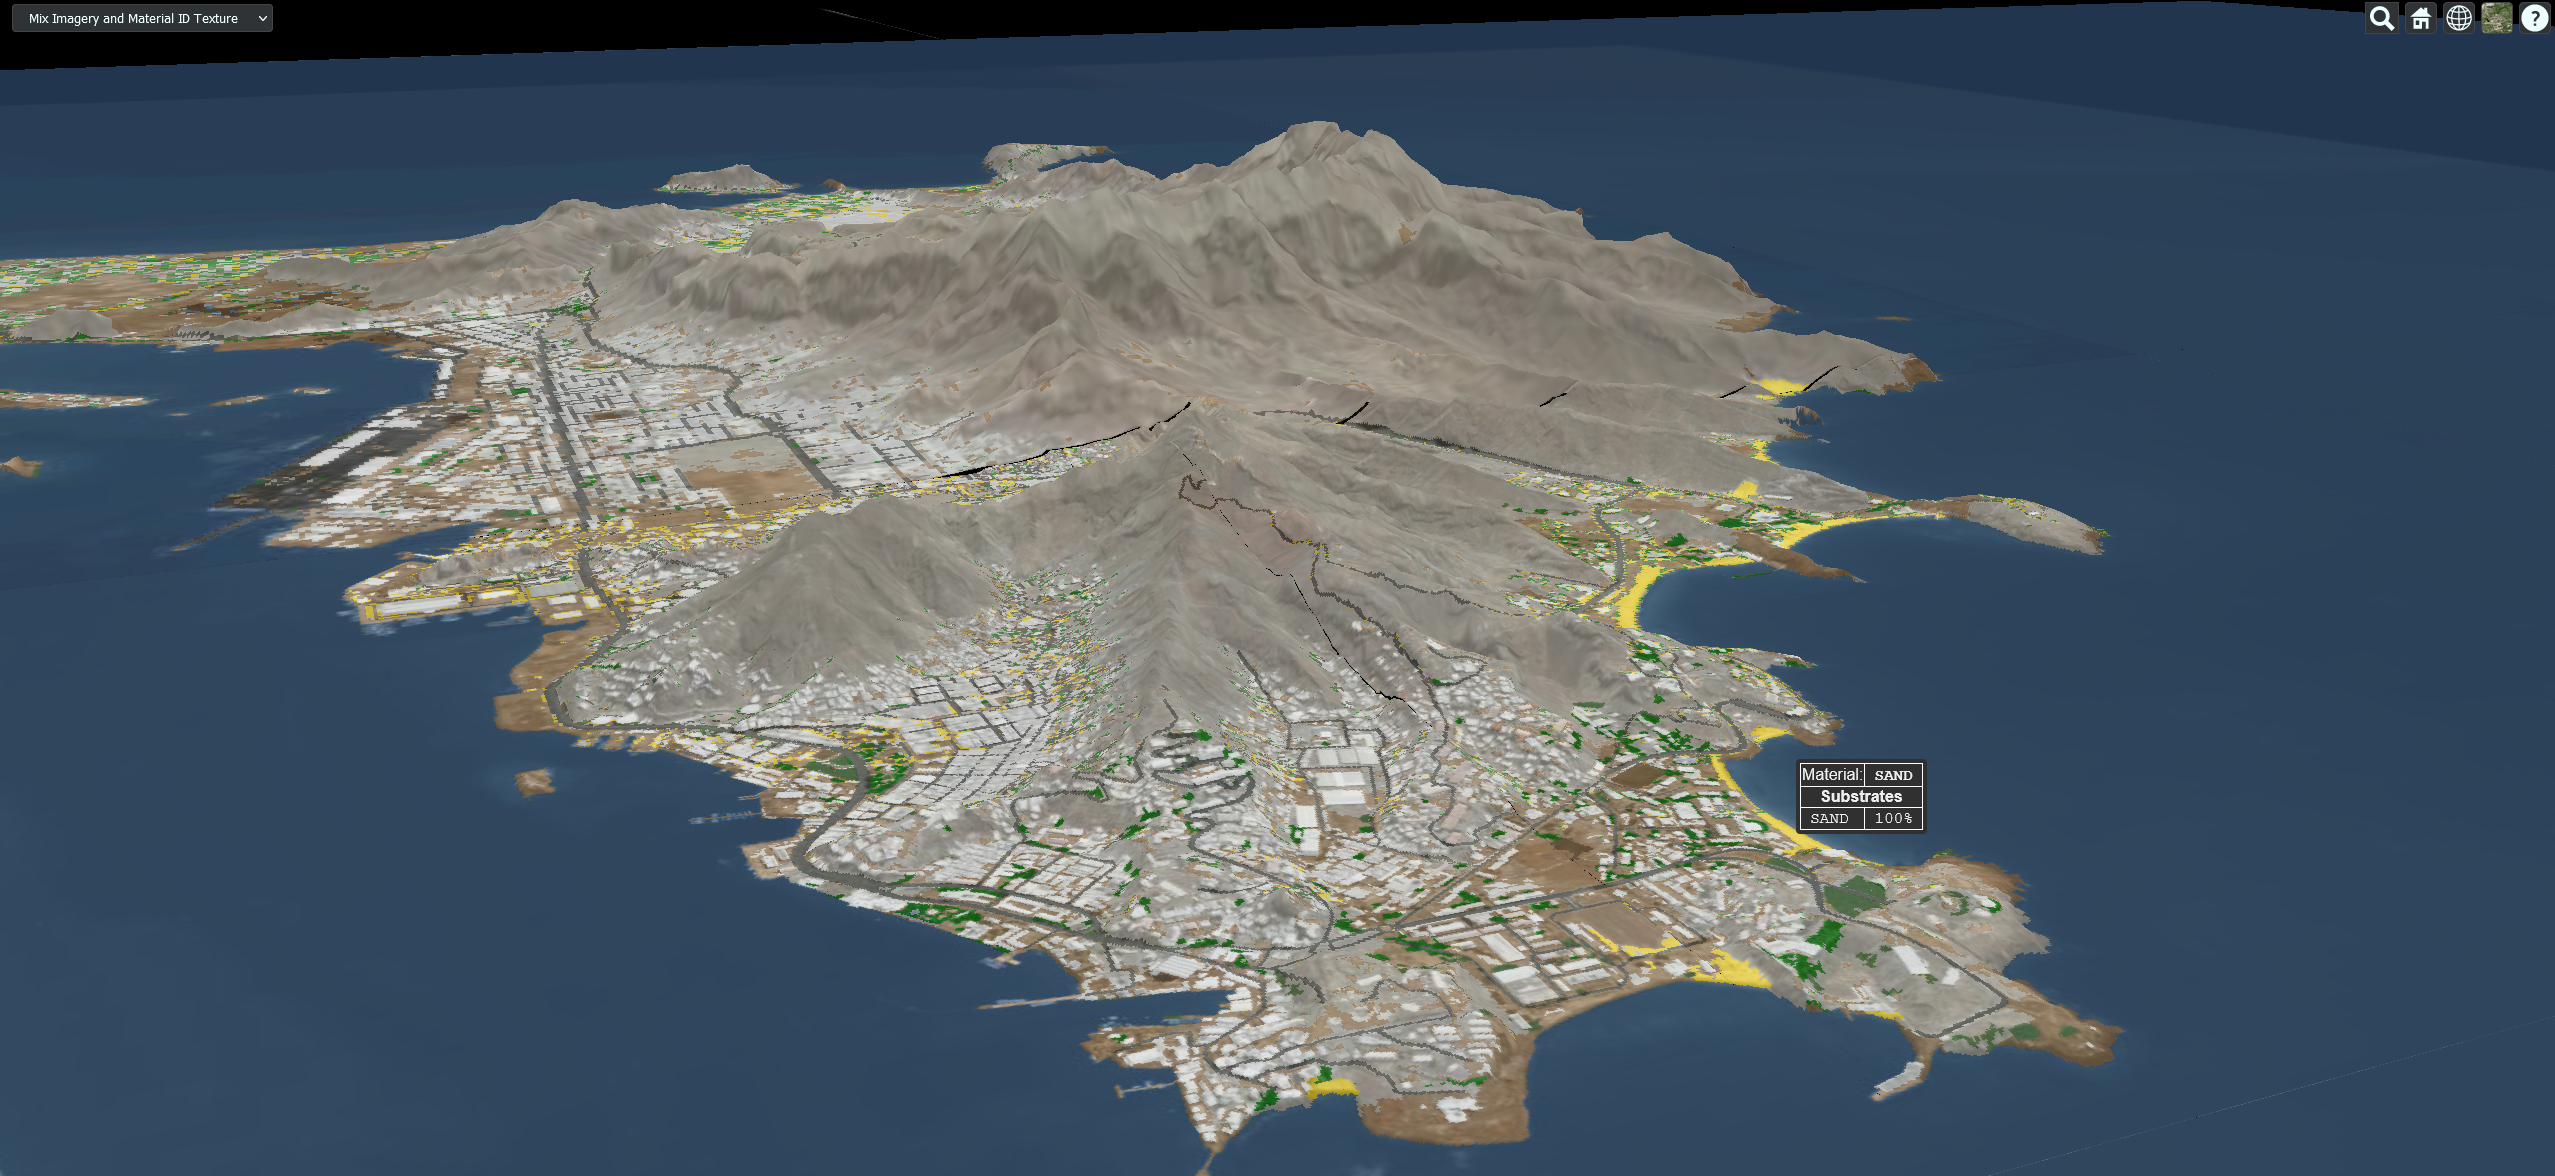 Mix Imagery and Material ID Texture
?
Material: SAND
Substrates
SAND 100%